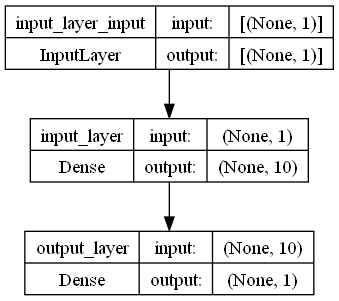 input_layer_input input: [(None, 1)]
InputLayer output: [(None, 1)]
input_layer input: (None, 1)
Dense output: (None, 10)
output_layer input: (None, 10)
Dense output: (None, 1)